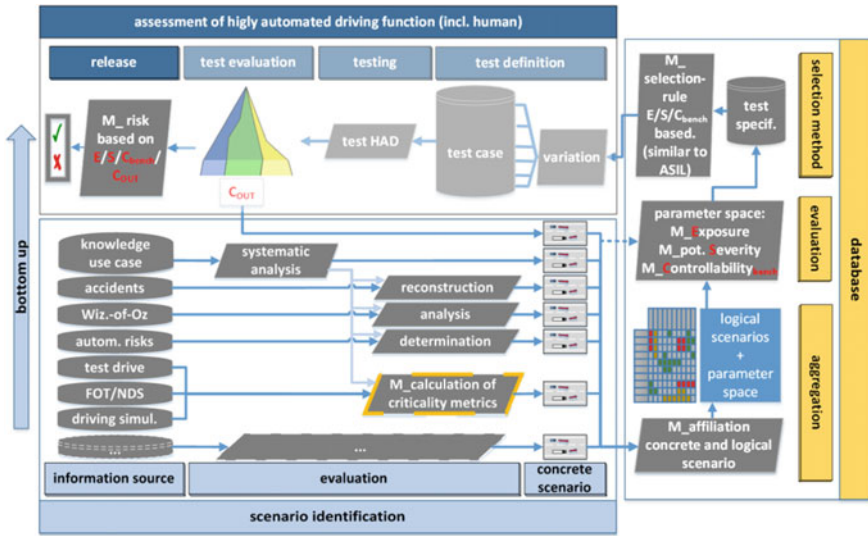 assessment of higly automated driving function (incl. human)
release
test evaluation
testing
test definition
M_ risk
based on
E/S/Cbench/
COUT
COUT
test HAD
test case
variation
M_
selection-
rule
E/S/Cbench
based.
(similar to
ASIL)
test
specif.
selection method
bottom up
knowledge
use case
systematic
analysis
accidents
reconstruction
Wiz.-of-Oz
analysis
autom. risks
determination
test drive
FOT/NDS
driving simul.
M_calculation of
criticality metrics
...
...
information source
evaluation
concrete
scenario
scenario identification
parameter space:
M_Exposure
M_pot. Severity
M_Controllabilitybench
evaluation
logical
scenarios
+
parameter
space
M_affiliation
concrete and logical
scenario
aggregation
database